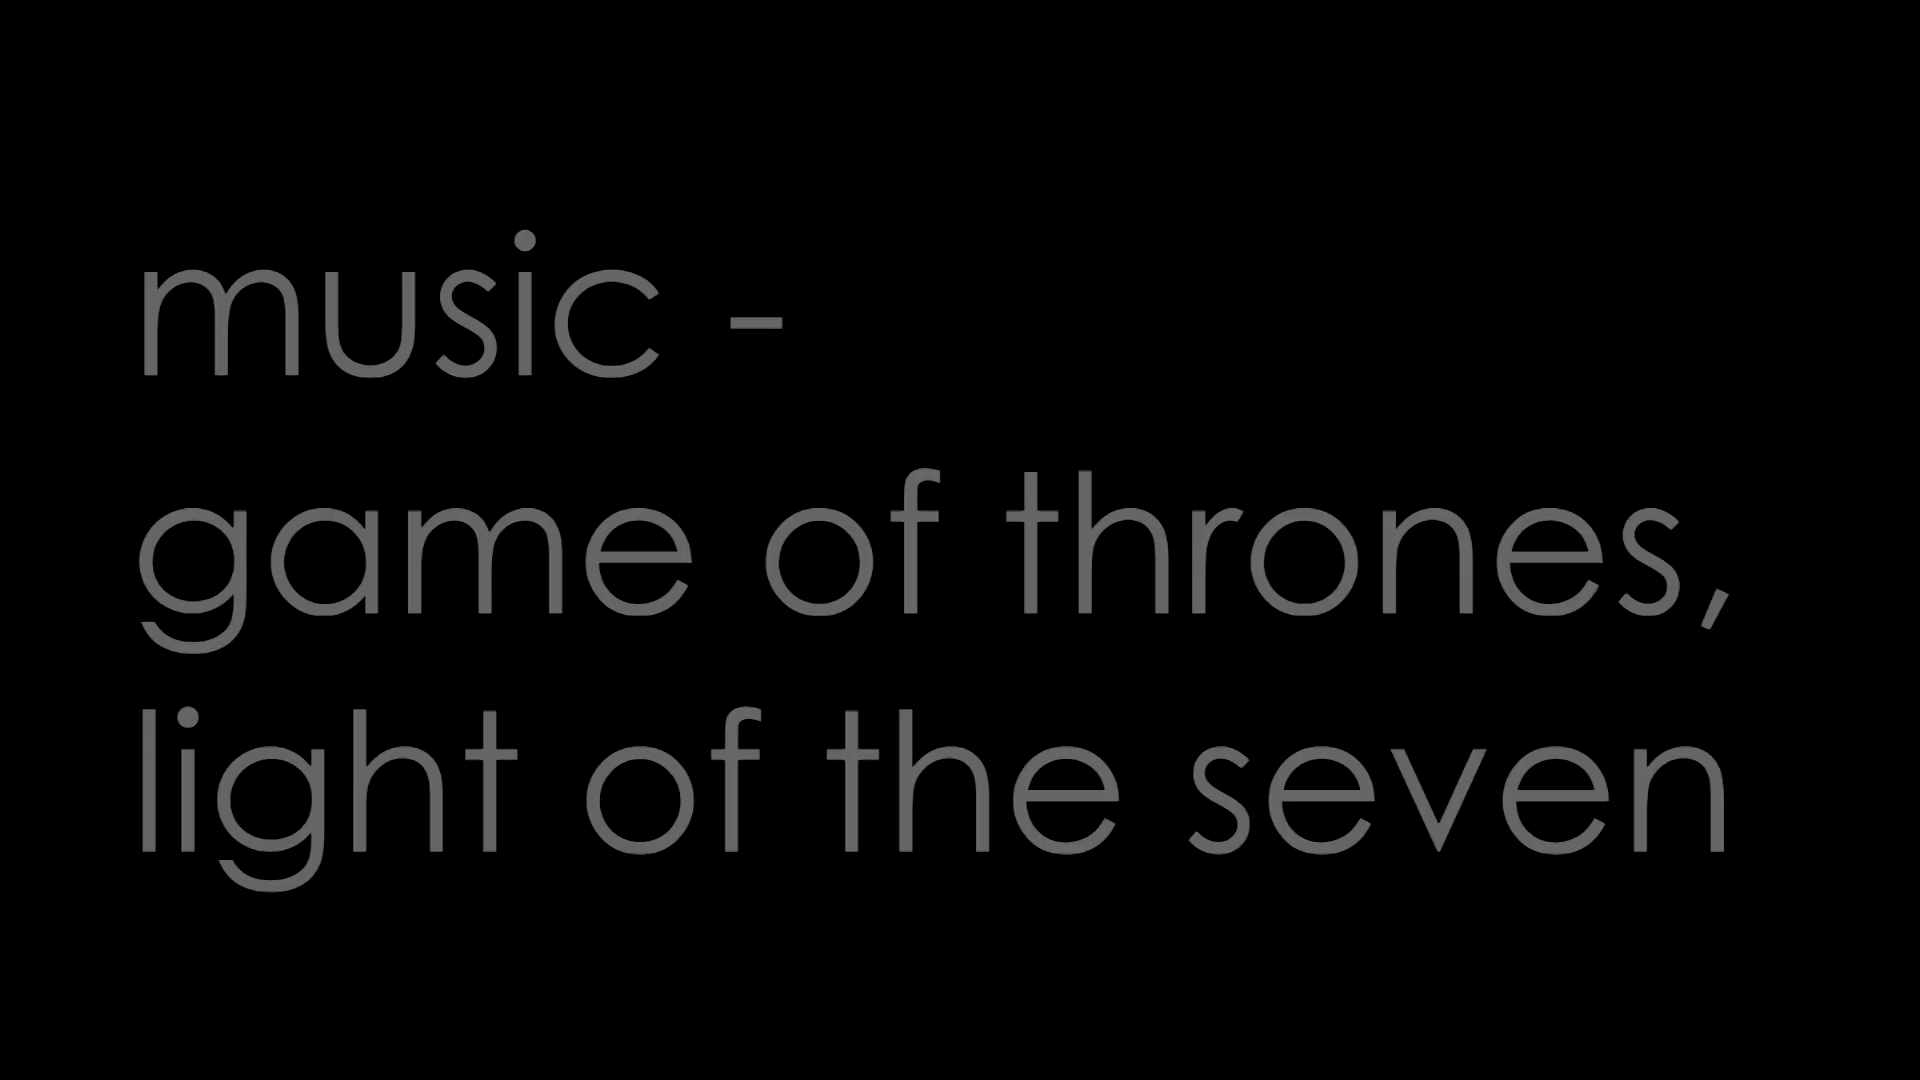 music -
game of thrones,
light of the seven